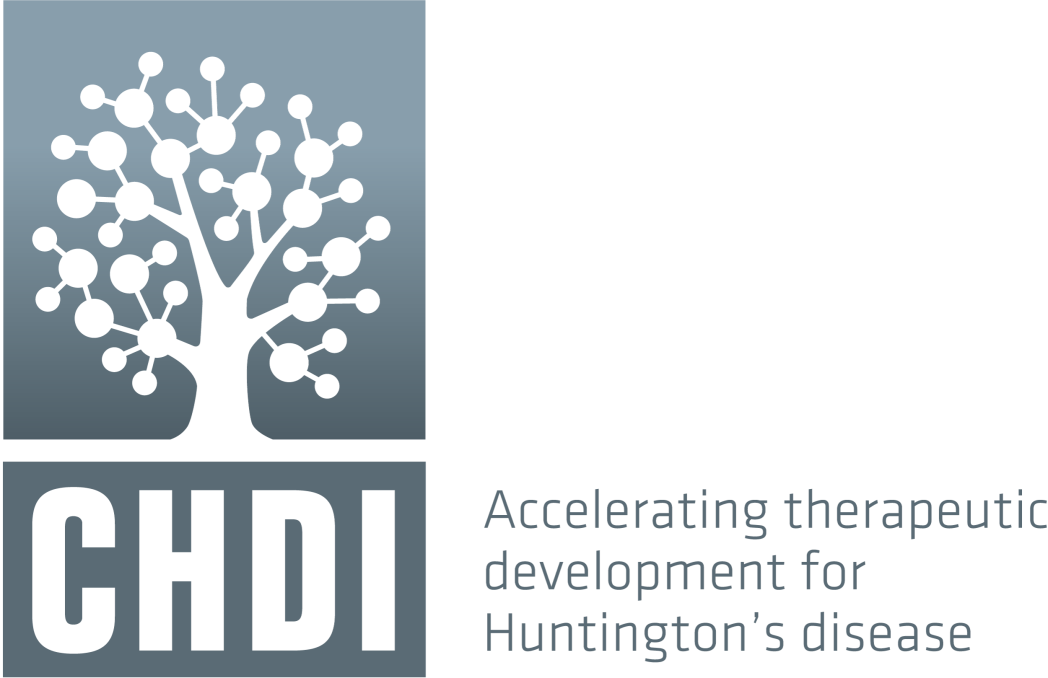 CHDI
Accelerating therapeutic
development for
Huntington’s disease